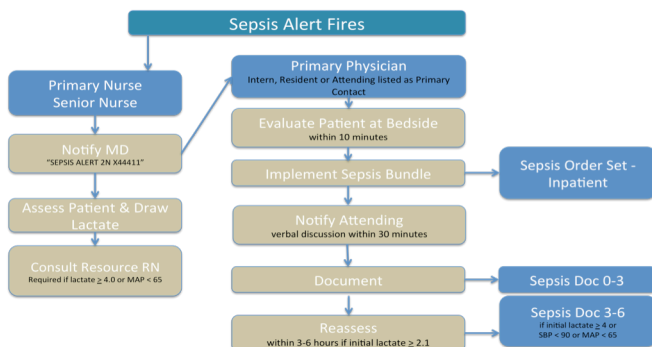 Sepsis Alert Fires
Primary Nurse
Senior Nurse
Notify MD
"SEPSIS ALERT 2N X44411"
Assess Patient & Draw
Lactate
Consult Resource RN
Required if lactate ≥ 4.0 or MAP < 65
Primary Physician
Intern, Resident or Attending listed as Primary
Contact
Evaluate Patient at Bedside
within 10 minutes
Implement Sepsis Bundle
Sepsis Order Set -
Inpatient
Notify Attending
verbal discussion within 30 minutes
Document
Sepsis Doc 0-3
Reassess
within 3-6 hours if initial lactate ≥ 2.1
Sepsis Doc 3-6
if initial lactate ≥ 4 or
SBP < 90 or MAP < 65